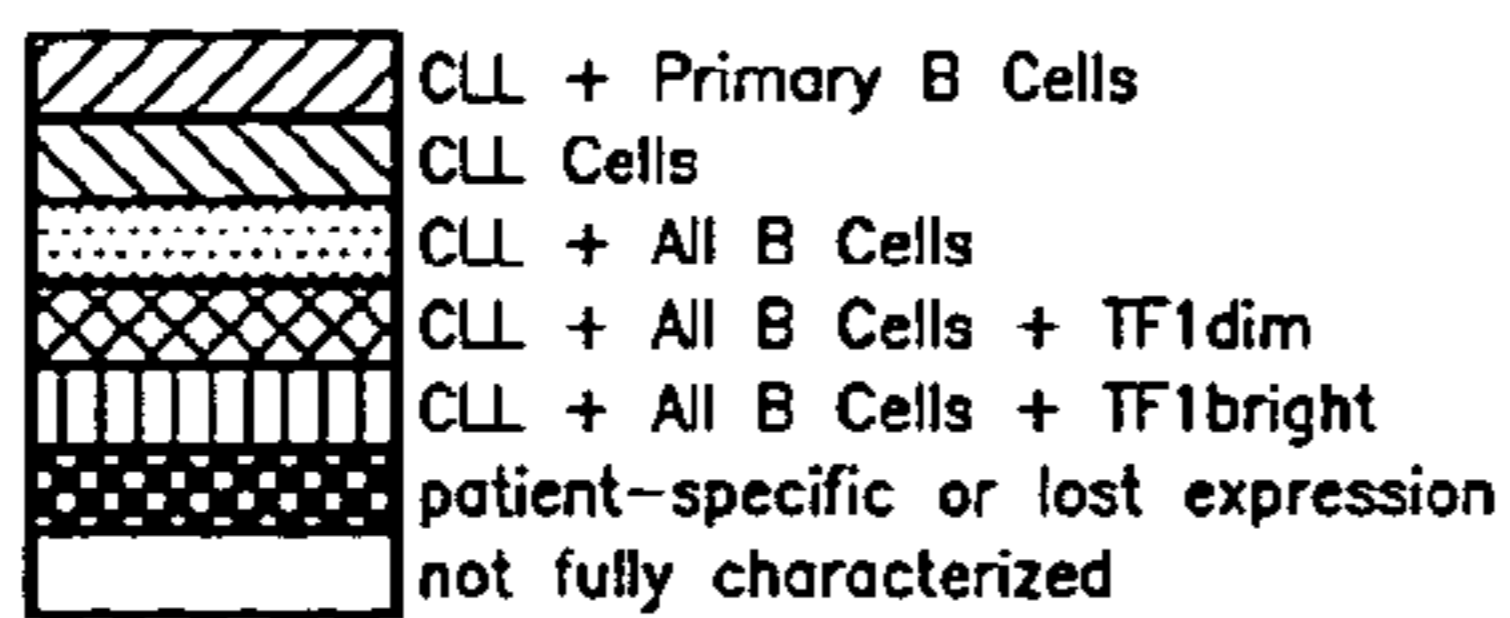 CLL + Primary B Cells
CLL Cells
CLL + All B Cells
CLL + All B Cells + TF1dim
CLL + All B Cells + TF1bright
patient-specific or lost expression
not fully characterized